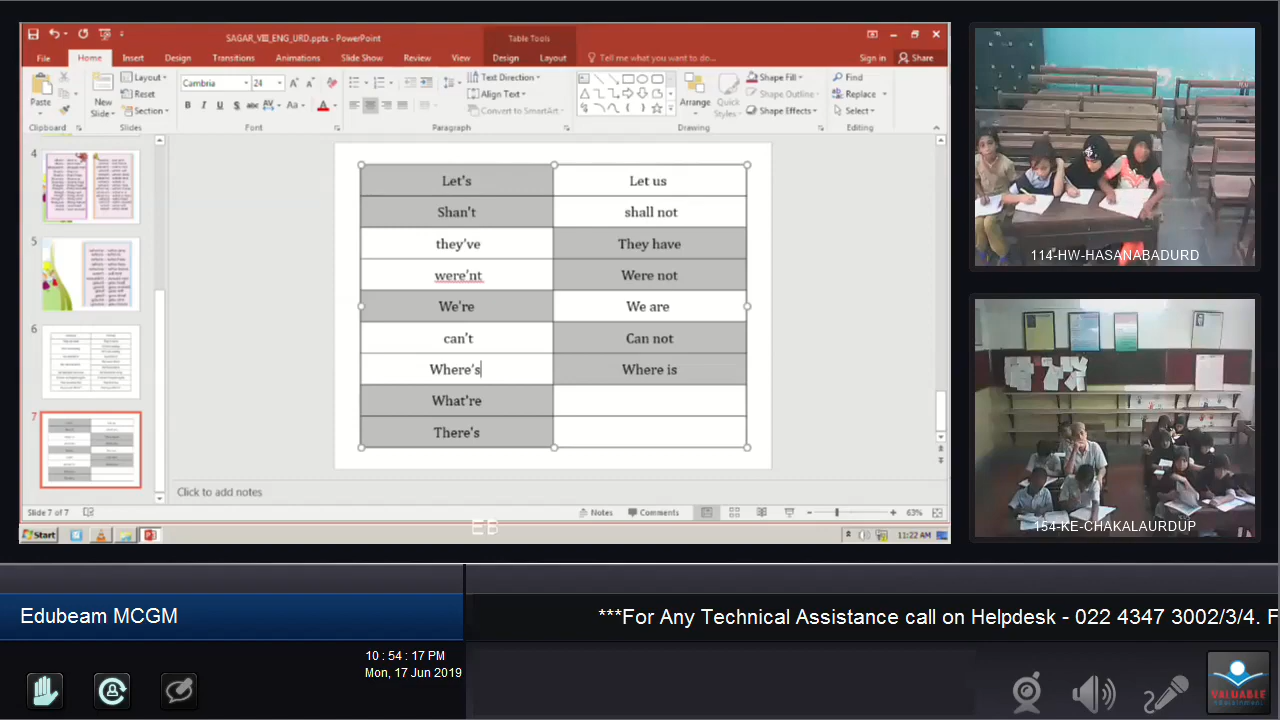 SAGAR_VIII_ENG_URD.pptx - PowerPoint
Table Tools
File Home Insert Design Transitions Animations Slide Show Review View Design Layout Tell me what you want to do... Sign in Share
Paste
Clipboard
New Slide
Layout
Reset
Section
Slides
Cambria 24
Font
Text Direction
Align Text
Convert to SmartArt
Paragraph
Arrange
Quick Styles
Shape Fill
Shape Outline
Shape Effects
Drawing
Find
Replace
Select
Editing
4
5
6
7
Let's Let us
Shan't shall not
they've They have
were'nt Were not
We're We are
can't Can not
Where's Where is
What're
There's
Click to add notes
Slide 7 of 7 Notes Comments 63%
Start 11:22 AM
EB
114-HW-HASANABADURD
154-KE-CHAKALAURDUP
Edubeam MCGM
***For Any Technical Assistance call on Helpdesk - 022 4347 3002/3/4. F
10 : 54 : 17 PM
Mon, 17 Jun 2019
VALUABLE